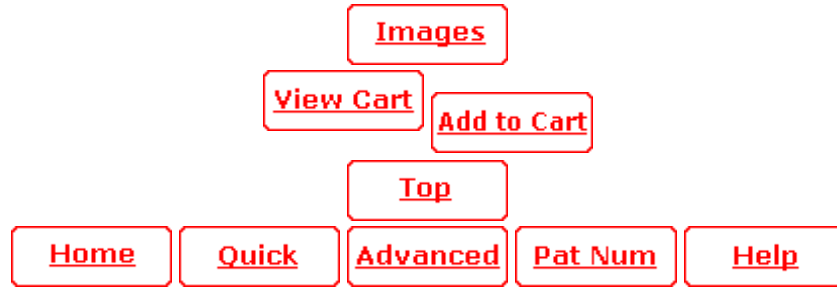 Images
View Cart
Add to Cart
Top
Home Quick Advanced Pat Num Help